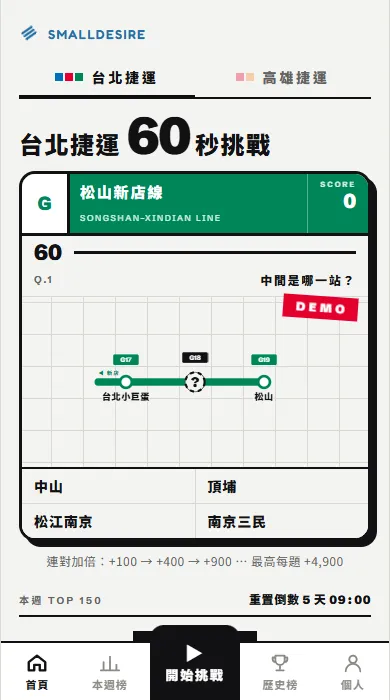 SMALLDESIRE
台北捷運
高雄捷運
台北捷運 60 秒挑戰
G
松山新店線
SONGSHAN-XINDIAN LINE
SCORE
0
60
Q.1
中間是哪一站？
DEMO
G17
G18
G19
◀ 新店
?
台北小巨蛋
松山
中山
頂埔
松江南京
南京三民
連對加倍：+100 → +400 → +900 ⋯ 最高每題 +4,900
本週 TOP 150
重置倒數 5 天 09:00
首頁
本週榜
開始挑戰
歷史榜
個人